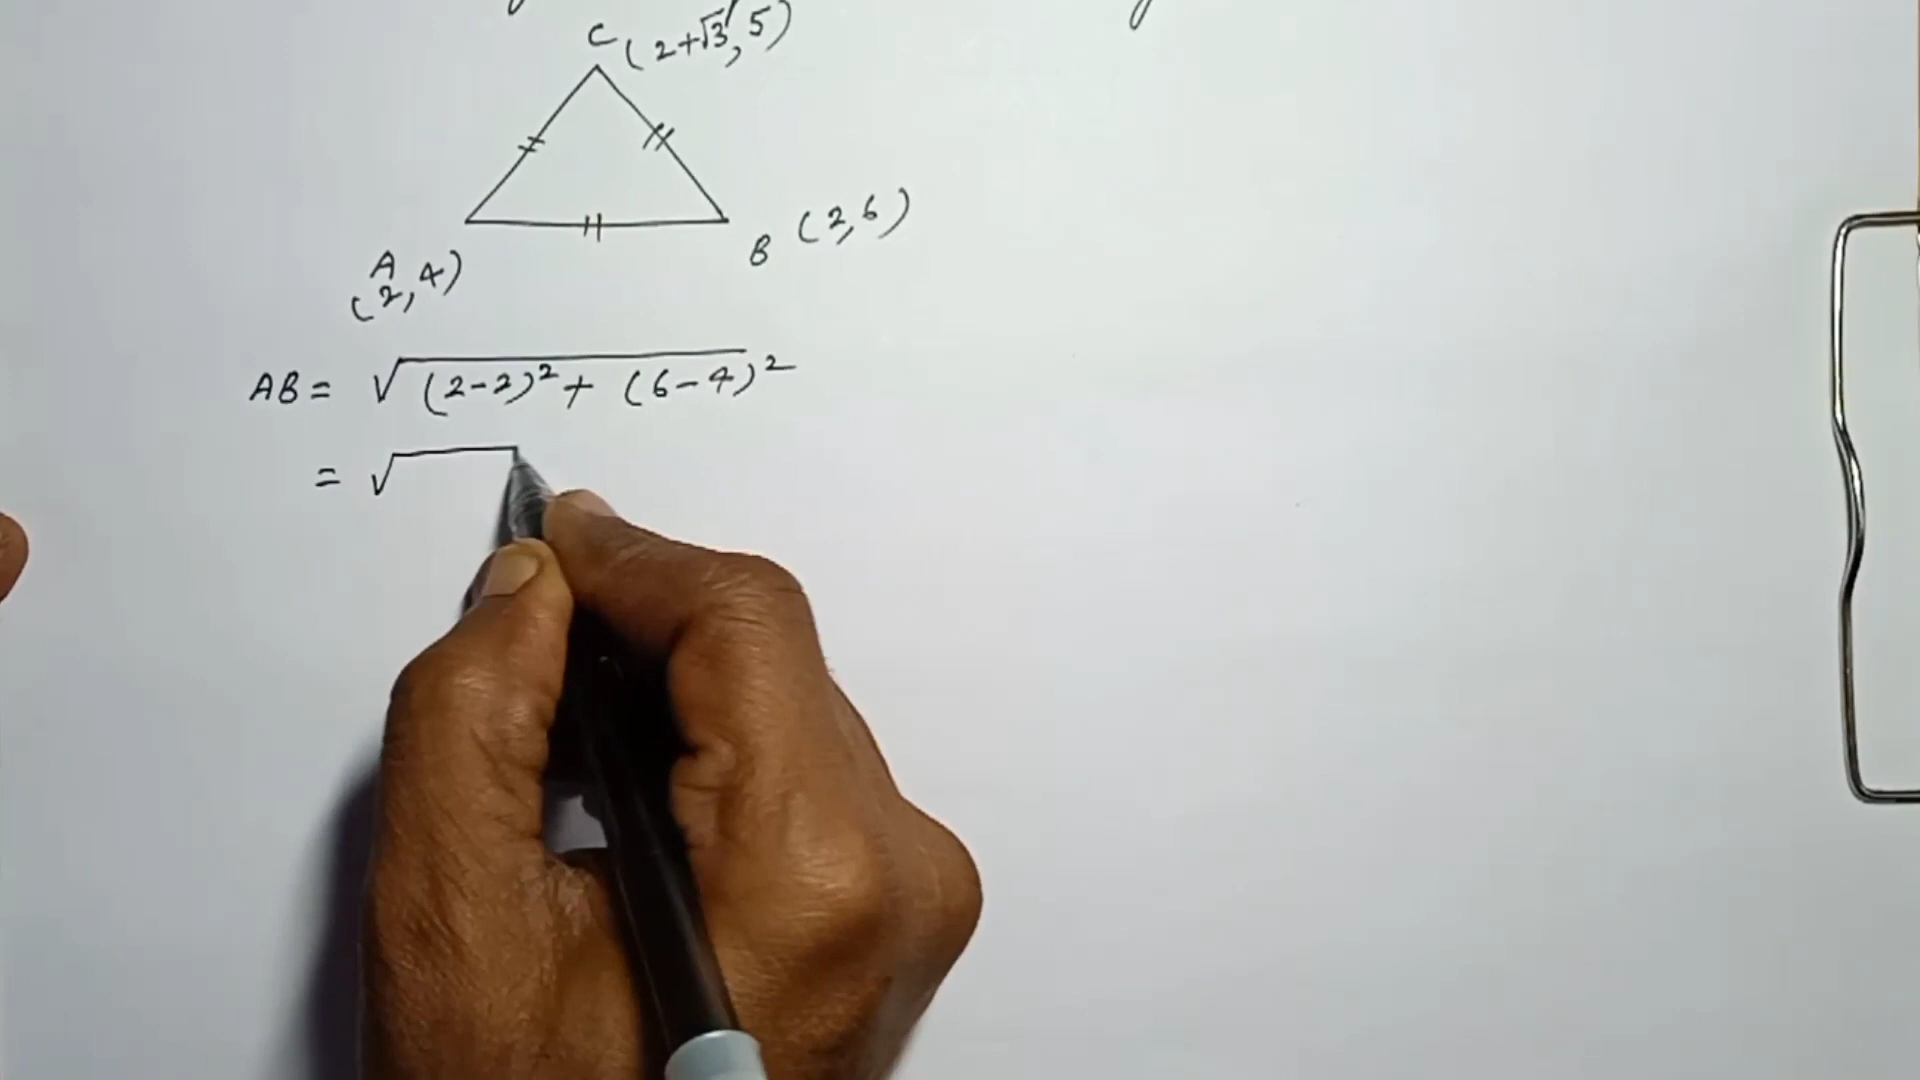 C (2+√3, 5)
B (2, 6)
A
(2, 4)
AB = √(2-2)² + (6-4)²
= √